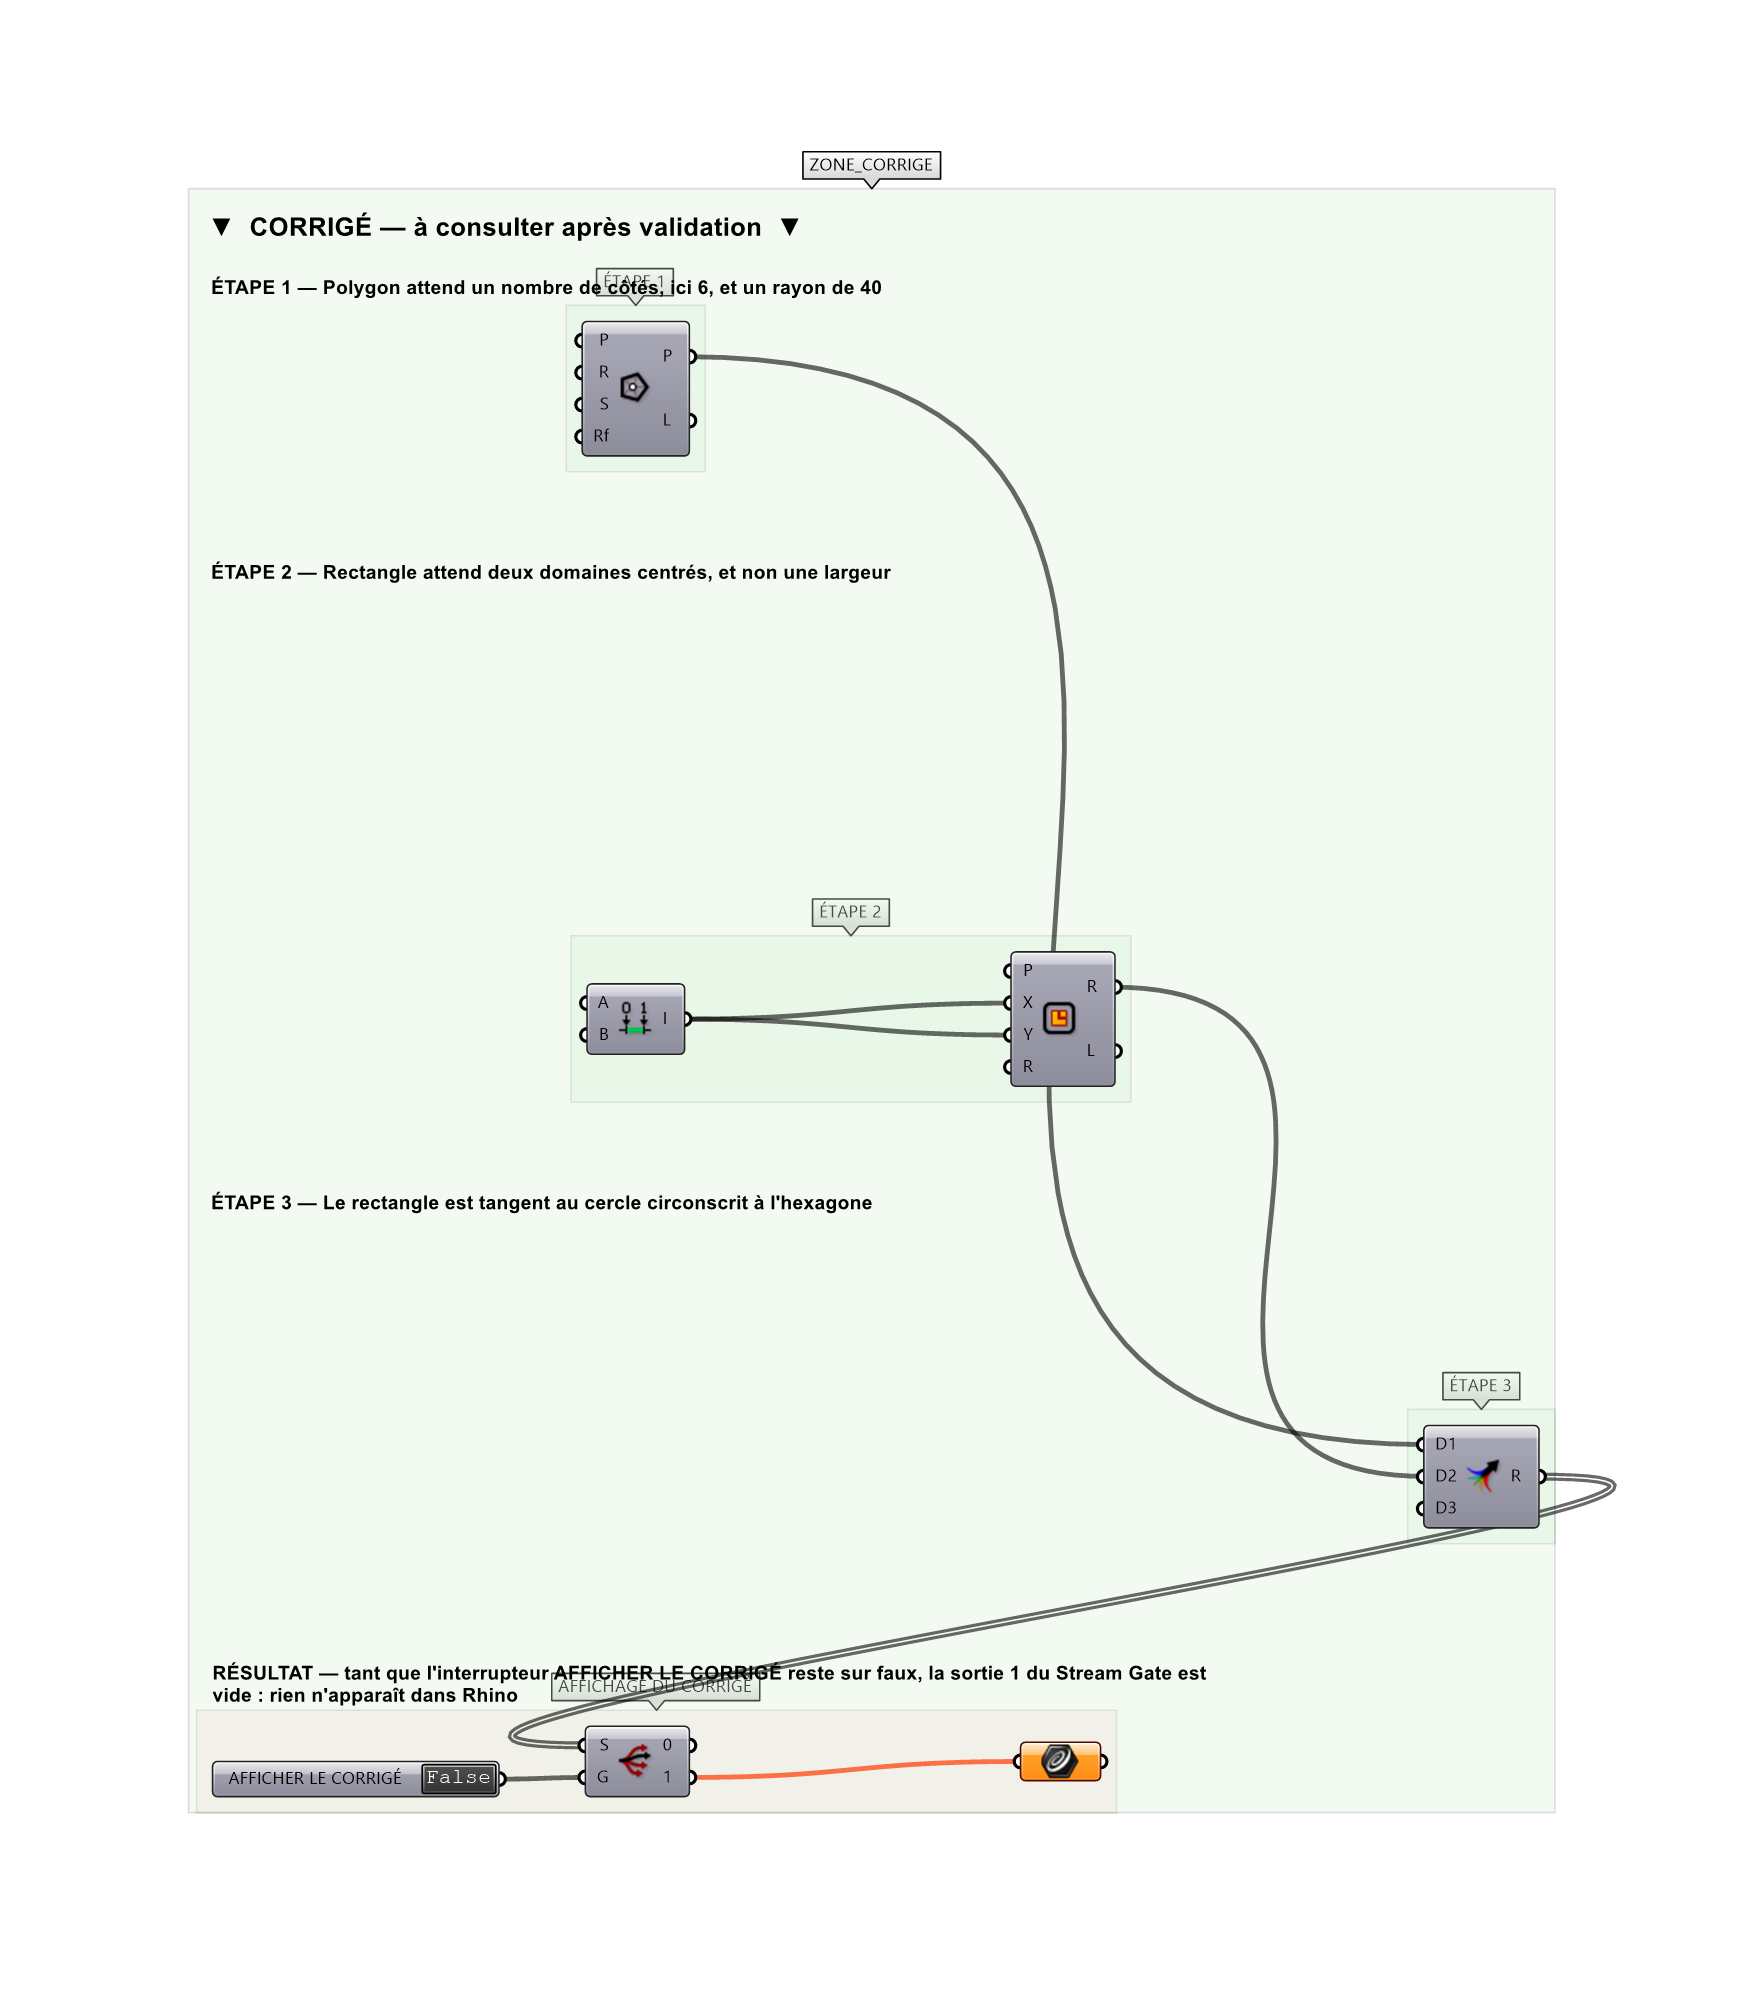 ZONE_CORRIGE
▼ CORRIGÉ — à consulter après validation ▼
ÉTAPE 1
ÉTAPE 1 — Polygon attend un nombre de côtés, ici 6, et un rayon de 40
P
R
S
Rf
P
L
ÉTAPE 2 — Rectangle attend deux domaines centrés, et non une largeur
ÉTAPE 2
A
B
0 1
I
P
X
Y
R
R
L
ÉTAPE 3 — Le rectangle est tangent au cercle circonscrit à l'hexagone
ÉTAPE 3
D1
D2
D3
R
RÉSULTAT — tant que l'interrupteur AFFICHER LE CORRIGÉ reste sur faux, la sortie 1 du Stream Gate est
vide : rien n'apparaît dans Rhino
AFFICHAGE DU CORRIGÉ
AFFICHER LE CORRIGÉ False
S
G
0
1